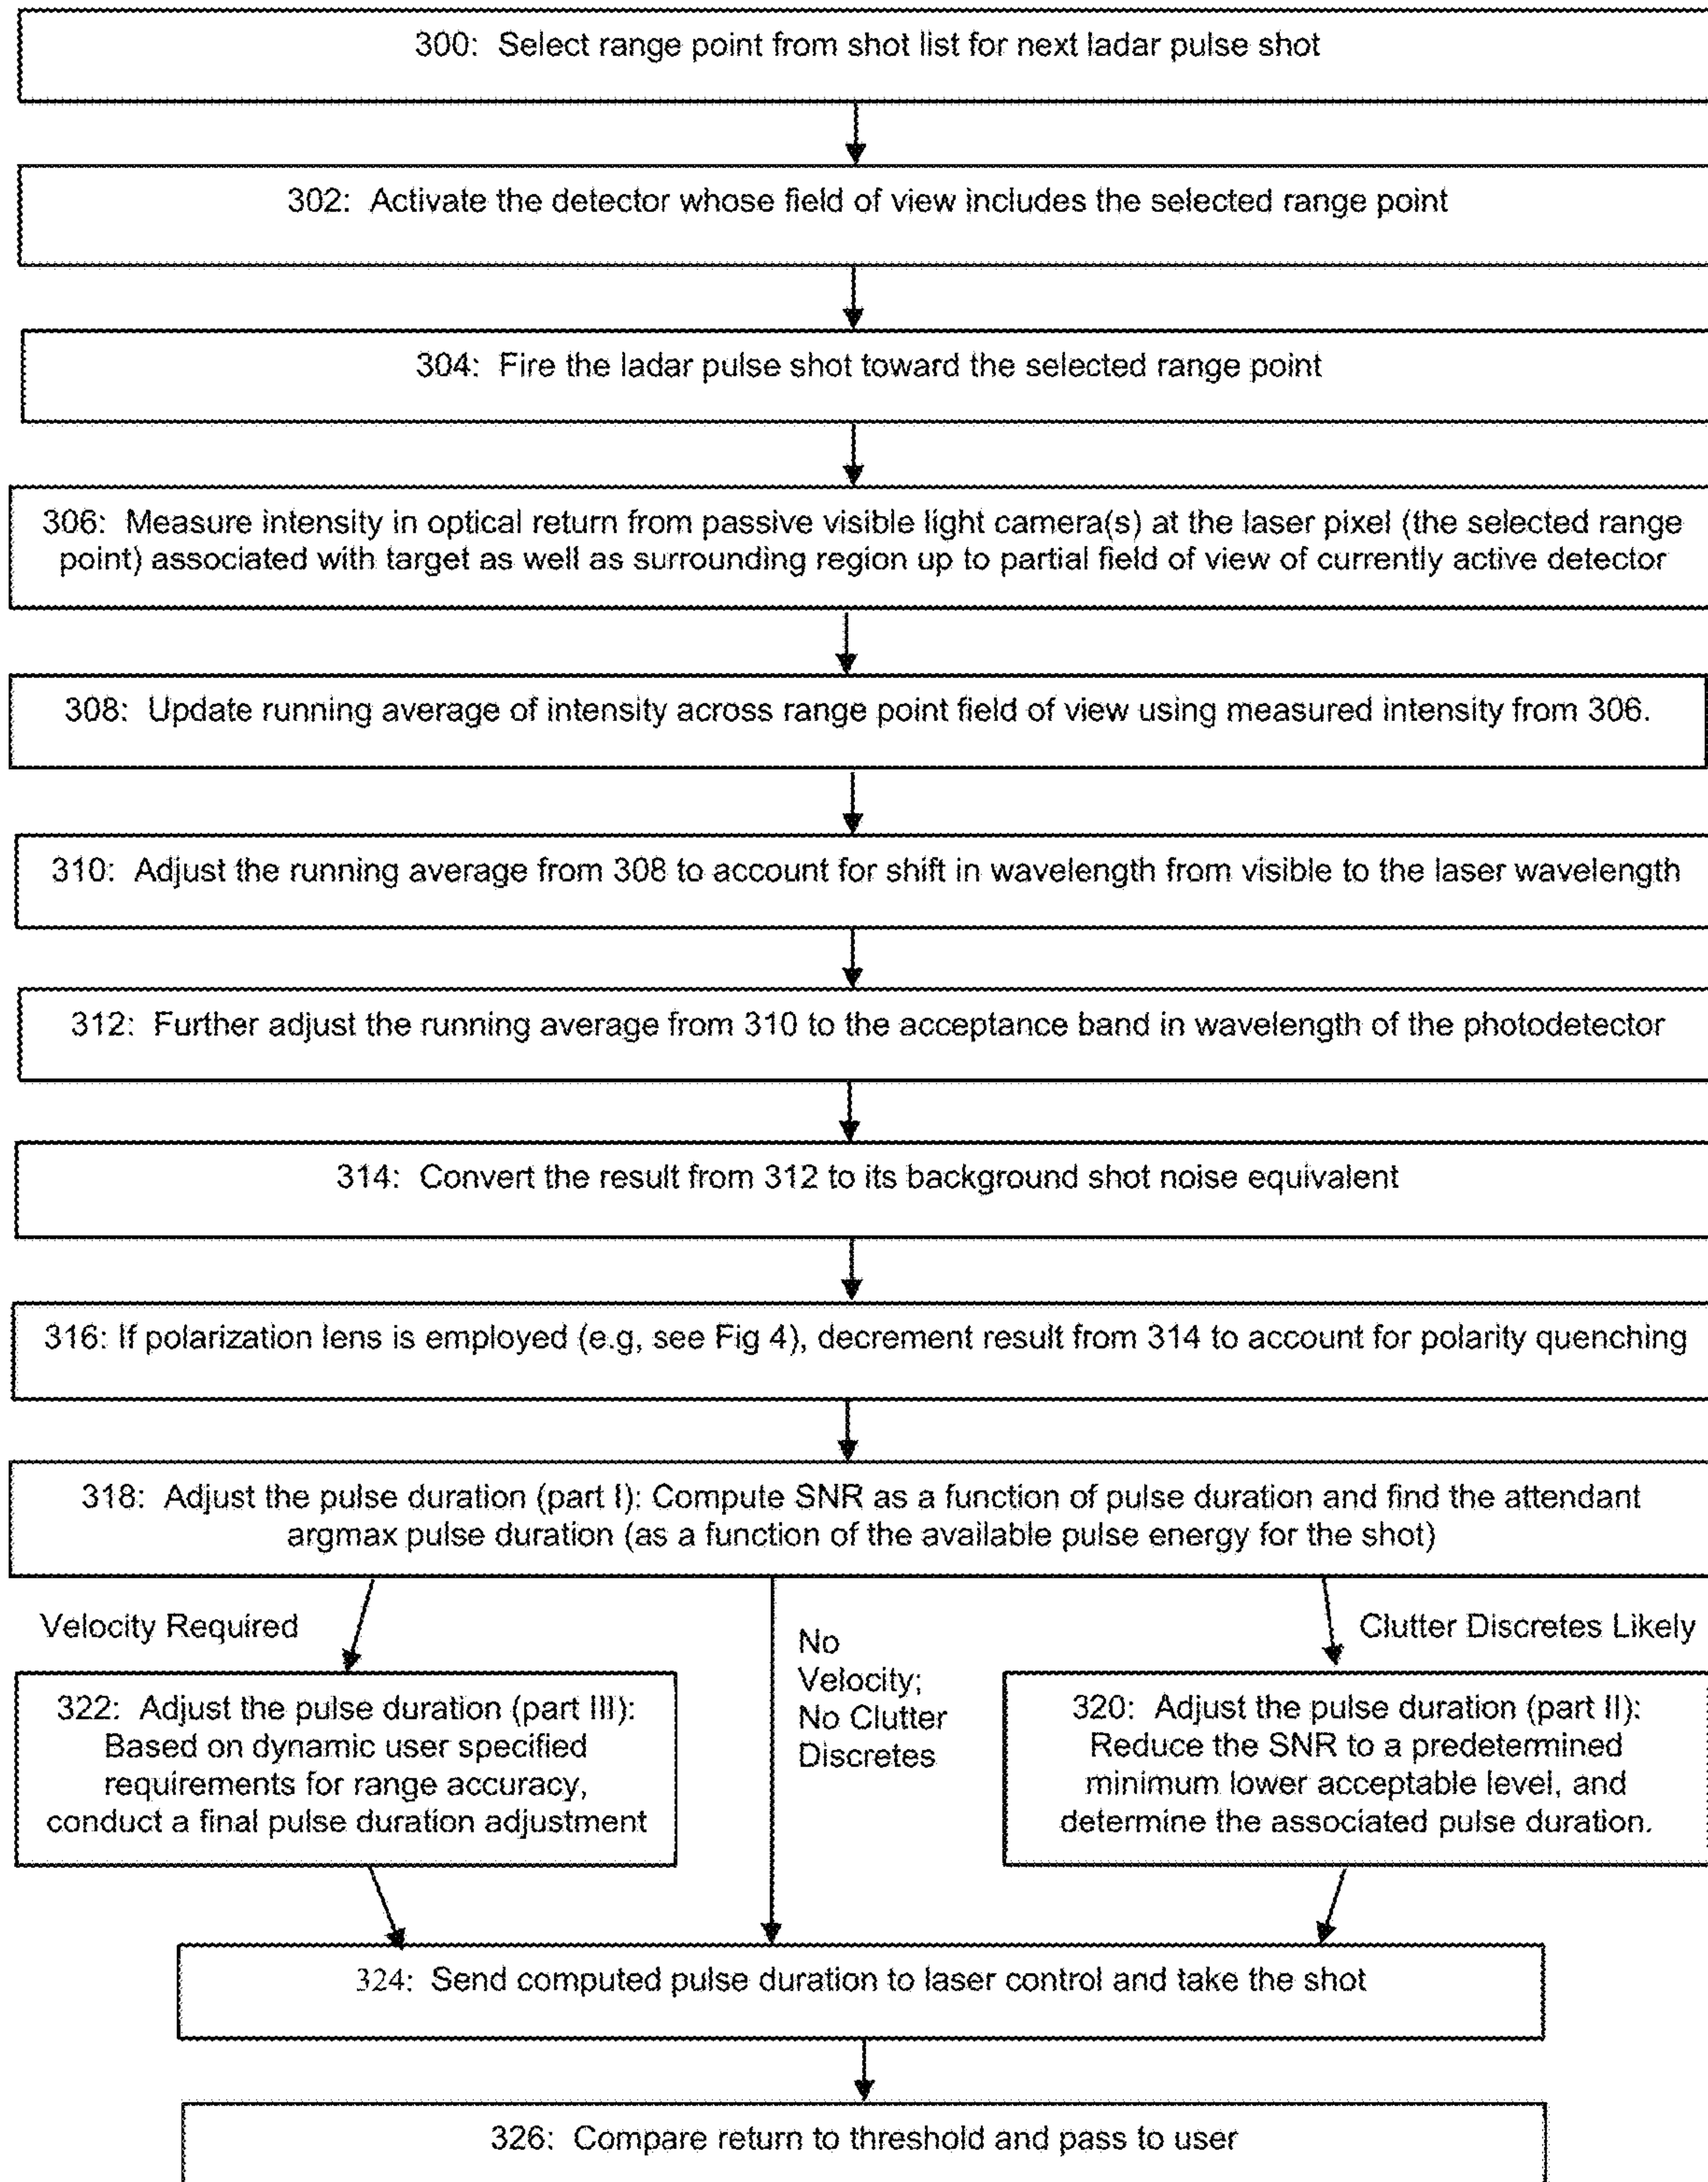 300: Select range point from shot list for next ladar pulse shot
302: Activate the detector whose field of view includes the selected range point
304: Fire the ladar pulse shot toward the selected range point
306: Measure intensity in optical return from passive visible light camera(s) at the laser pixel (the selected range
point) associated with target as well as surrounding region up to partial field of view of currently active detector
308: Update running average of intensity across range point field of view using measured intensity from 306.
310: Adjust the running average from 308 to account for shift in wavelength from visible to the laser wavelength
312: Further adjust the running average from 310 to the acceptance band in wavelength of the photodetector
314: Convert the result from 312 to its background shot noise equivalent
316: If polarization lens is employed (e.g, see Fig 4), decrement result from 314 to account for polarity quenching
318: Adjust the pulse duration (part I): Compute SNR as a function of pulse duration and find the attendant
argmax pulse duration (as a function of the available pulse energy for the shot)
Velocity Required
No
Velocity;
No Clutter
Discretes
Clutter Discretes Likely
322: Adjust the pulse duration (part III):
Based on dynamic user specified
requirements for range accuracy,
conduct a final pulse duration adjustment
320: Adjust the pulse duration (part II):
Reduce the SNR to a predetermined
minimum lower acceptable level, and
determine the associated pulse duration.
324: Send computed pulse duration to laser control and take the shot
326: Compare return to threshold and pass to user